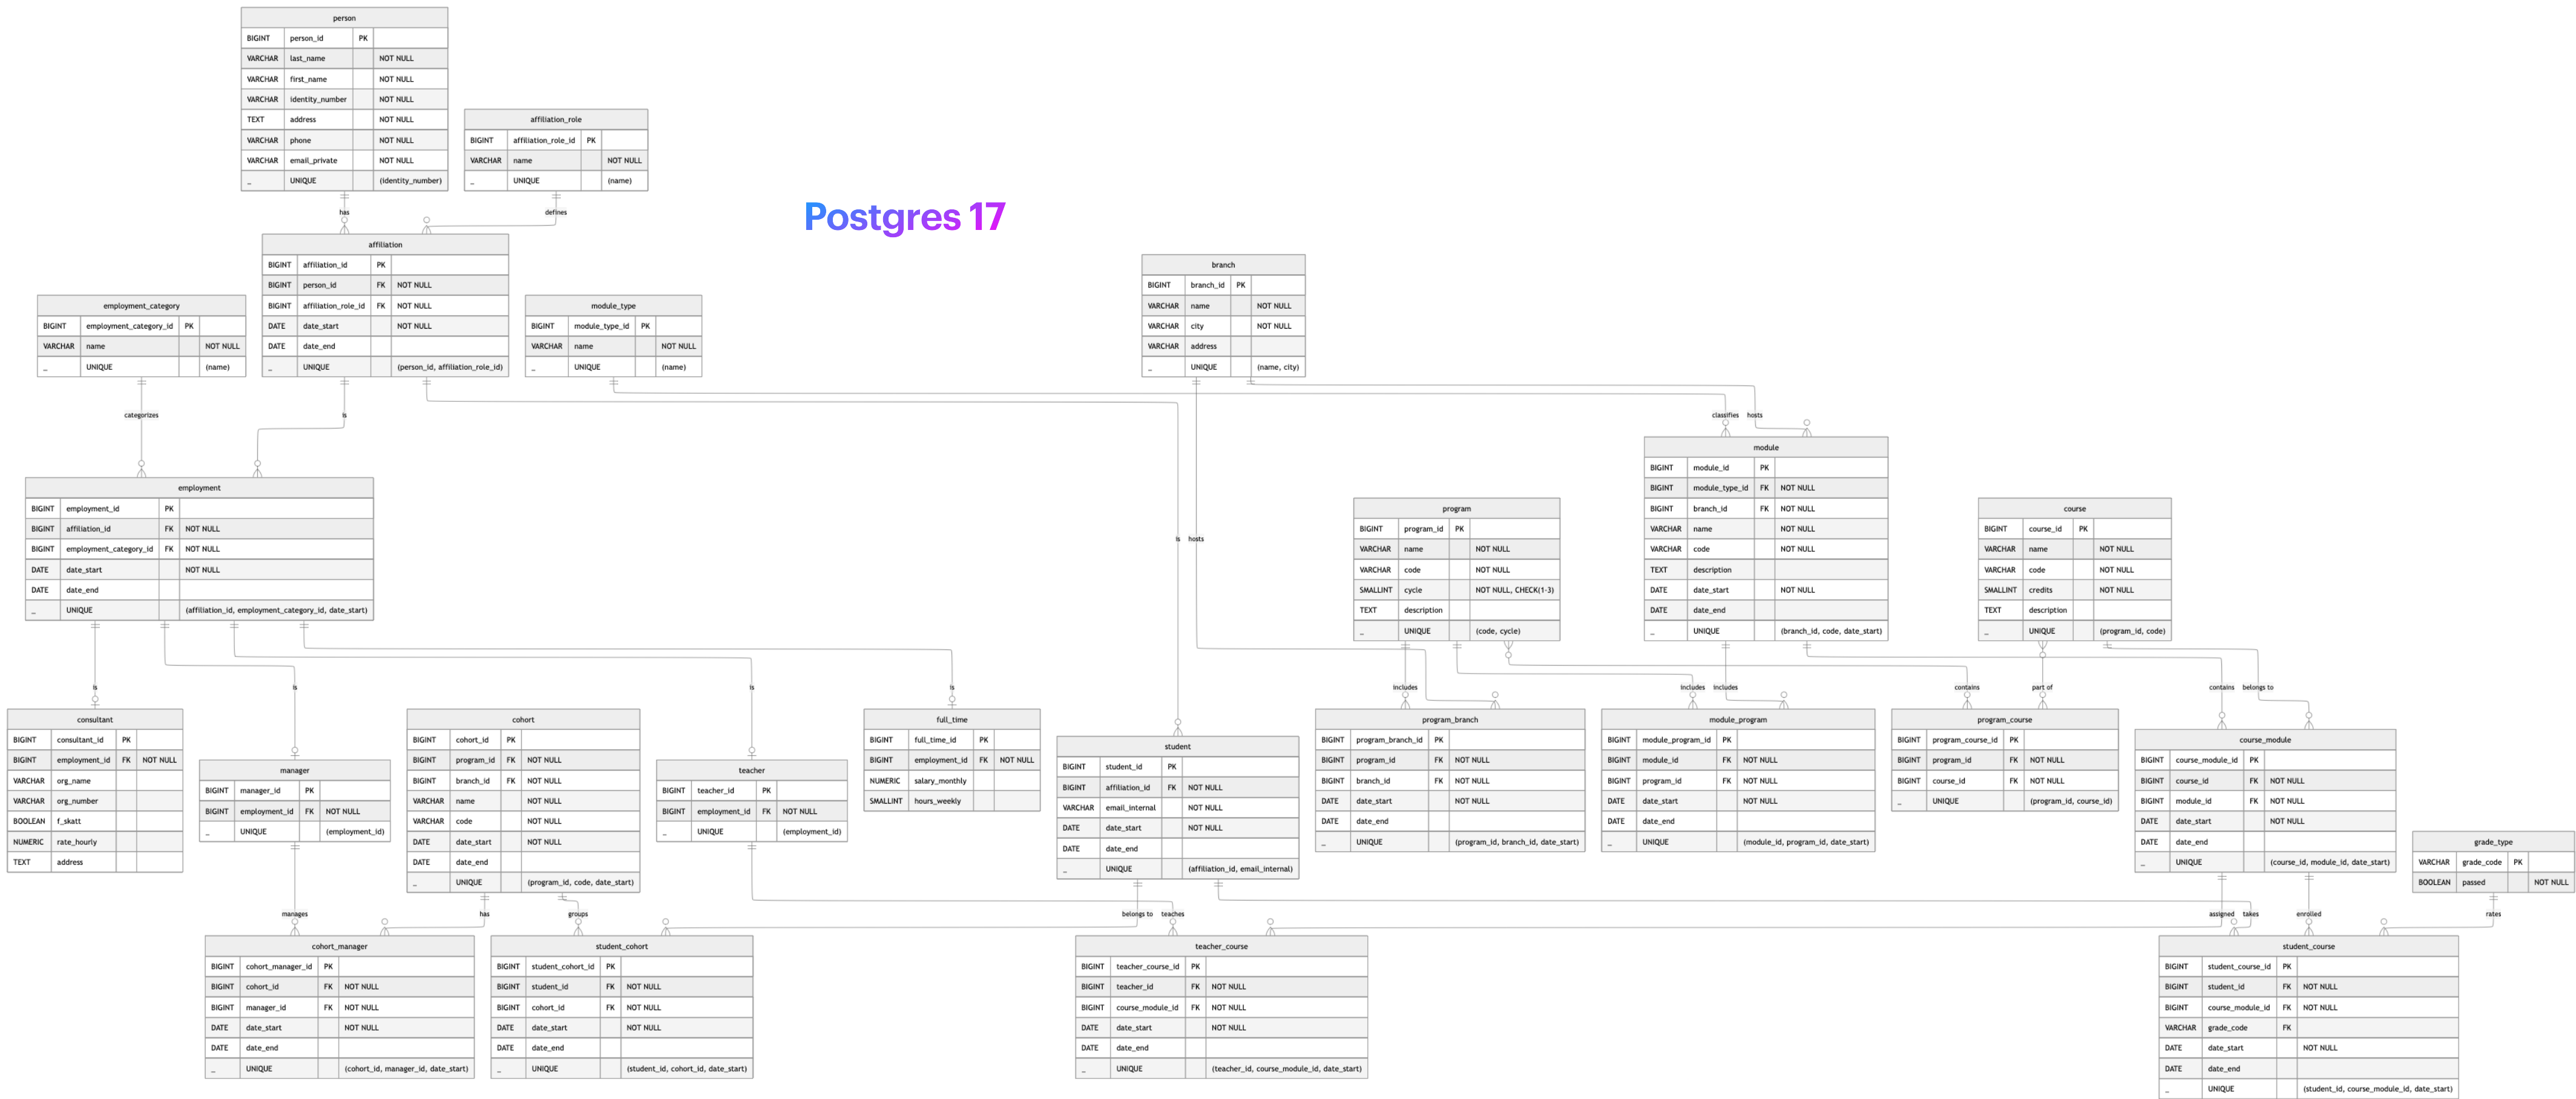 person
BIGINT person_id PK
VARCHAR last_name NOT NULL
VARCHAR first_name NOT NULL
VARCHAR identity_number NOT NULL
TEXT address NOT NULL
VARCHAR phone NOT NULL
VARCHAR email_private NOT NULL
_ UNIQUE (identity_number)
affiliation_role
BIGINT affiliation_role_id PK
VARCHAR name NOT NULL
_ UNIQUE (name)
has
defines
Postgres 17
affiliation
BIGINT affiliation_id PK
BIGINT person_id FK NOT NULL
BIGINT affiliation_role_id FK NOT NULL
DATE date_start NOT NULL
DATE date_end
_ UNIQUE (person_id, affiliation_role_id)
employment_category
BIGINT employment_category_id PK
VARCHAR name NOT NULL
_ UNIQUE (name)
module_type
BIGINT module_type_id PK
VARCHAR name NOT NULL
_ UNIQUE (name)
branch
BIGINT branch_id PK
VARCHAR name NOT NULL
VARCHAR city NOT NULL
VARCHAR address
_ UNIQUE (name, city)
categorizes
is
classifies
hosts
employment
BIGINT employment_id PK
BIGINT affiliation_id FK NOT NULL
BIGINT employment_category_id FK NOT NULL
DATE date_start NOT NULL
DATE date_end
_ UNIQUE (affiliation_id, employment_category_id, date_start)
is
hosts
program
BIGINT program_id PK
VARCHAR name NOT NULL
VARCHAR code NOT NULL
SMALLINT cycle NOT NULL, CHECK(1-3)
TEXT description
_ UNIQUE (code, cycle)
module
BIGINT module_id PK
BIGINT module_type_id FK NOT NULL
BIGINT branch_id FK NOT NULL
VARCHAR name NOT NULL
VARCHAR code NOT NULL
TEXT description
DATE date_start NOT NULL
DATE date_end
_ UNIQUE (branch_id, code, date_start)
course
BIGINT course_id PK
VARCHAR name NOT NULL
VARCHAR code NOT NULL
SMALLINT credits NOT NULL
TEXT description
_ UNIQUE (program_id, code)
is
is
is
is
includes
includes
includes
contains
part of
contains
belongs to
consultant
BIGINT consultant_id PK
BIGINT employment_id FK NOT NULL
VARCHAR org_name
VARCHAR org_number
BOOLEAN f_skatt
NUMERIC rate_hourly
TEXT address
manager
BIGINT manager_id PK
BIGINT employment_id FK NOT NULL
_ UNIQUE (employment_id)
cohort
BIGINT cohort_id PK
BIGINT program_id FK NOT NULL
BIGINT branch_id FK NOT NULL
VARCHAR name NOT NULL
VARCHAR code NOT NULL
DATE date_start NOT NULL
DATE date_end
_ UNIQUE (program_id, code, date_start)
teacher
BIGINT teacher_id PK
BIGINT employment_id FK NOT NULL
_ UNIQUE (employment_id)
full_time
BIGINT full_time_id PK
BIGINT employment_id FK NOT NULL
NUMERIC salary_monthly
SMALLINT hours_weekly
student
BIGINT student_id PK
BIGINT affiliation_id FK NOT NULL
VARCHAR email_internal NOT NULL
DATE date_start NOT NULL
DATE date_end
_ UNIQUE (affiliation_id, email_internal)
program_branch
BIGINT program_branch_id PK
BIGINT program_id FK NOT NULL
BIGINT branch_id FK NOT NULL
DATE date_start NOT NULL
DATE date_end
_ UNIQUE (program_id, branch_id, date_start)
module_program
BIGINT module_program_id PK
BIGINT module_id FK NOT NULL
BIGINT program_id FK NOT NULL
DATE date_start NOT NULL
DATE date_end
_ UNIQUE (module_id, program_id, date_start)
program_course
BIGINT program_course_id PK
BIGINT program_id FK NOT NULL
BIGINT course_id FK NOT NULL
_ UNIQUE (program_id, course_id)
course_module
BIGINT course_module_id PK
BIGINT course_id FK NOT NULL
BIGINT module_id FK NOT NULL
DATE date_start NOT NULL
DATE date_end
_ UNIQUE (course_id, module_id, date_start)
grade_type
VARCHAR grade_code PK
BOOLEAN passed NOT NULL
manages
has
groups
belongs to
teaches
assigned
takes
enrolled
rates
cohort_manager
BIGINT cohort_manager_id PK
BIGINT cohort_id FK NOT NULL
BIGINT manager_id FK NOT NULL
DATE date_start NOT NULL
DATE date_end
_ UNIQUE (cohort_id, manager_id, date_start)
student_cohort
BIGINT student_cohort_id PK
BIGINT student_id FK NOT NULL
BIGINT cohort_id FK NOT NULL
DATE date_start NOT NULL
DATE date_end
_ UNIQUE (student_id, cohort_id, date_start)
teacher_course
BIGINT teacher_course_id PK
BIGINT teacher_id FK NOT NULL
BIGINT course_module_id FK NOT NULL
DATE date_start NOT NULL
DATE date_end
_ UNIQUE (teacher_id, course_module_id, date_start)
student_course
BIGINT student_course_id PK
BIGINT student_id FK NOT NULL
BIGINT course_module_id FK NOT NULL
VARCHAR grade_code FK
DATE date_start NOT NULL
DATE date_end
_ UNIQUE (student_id, course_module_id, date_start)